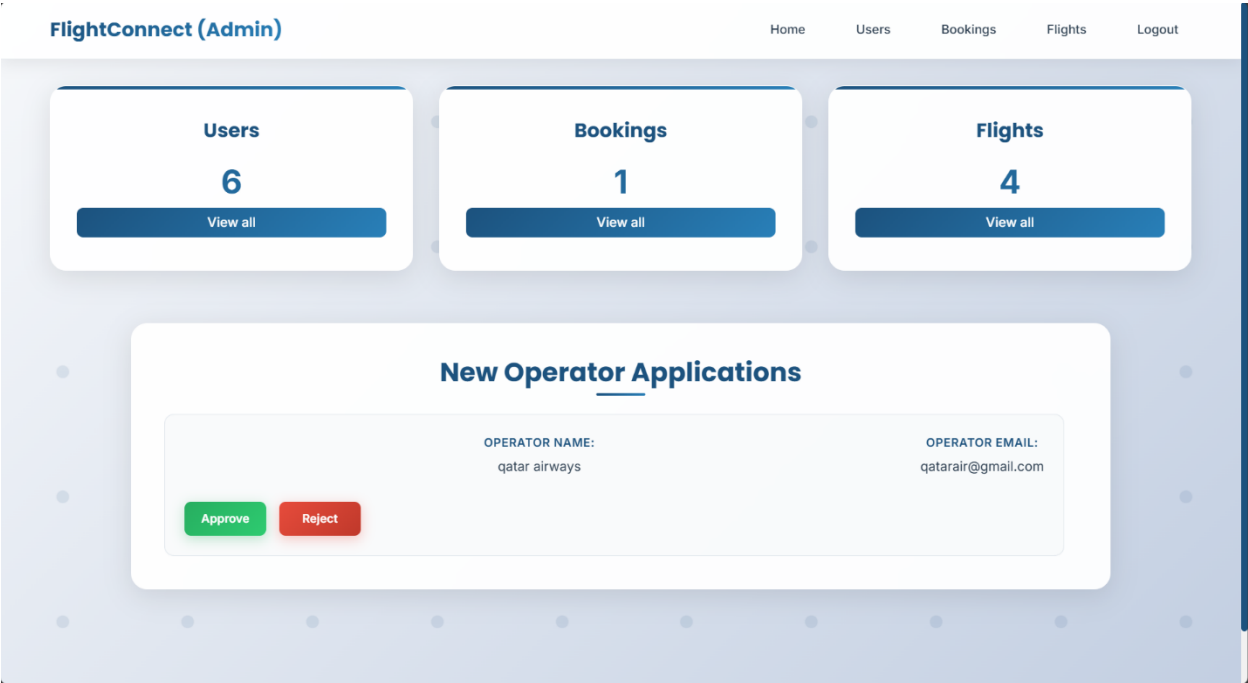 FlightConnect (Admin)
Home Users Bookings Flights Logout
Users
6
View all
Bookings
1
View all
Flights
4
View all
New Operator Applications
OPERATOR NAME:
qatar airways
OPERATOR EMAIL:
qatarair@gmail.com
Approve Reject